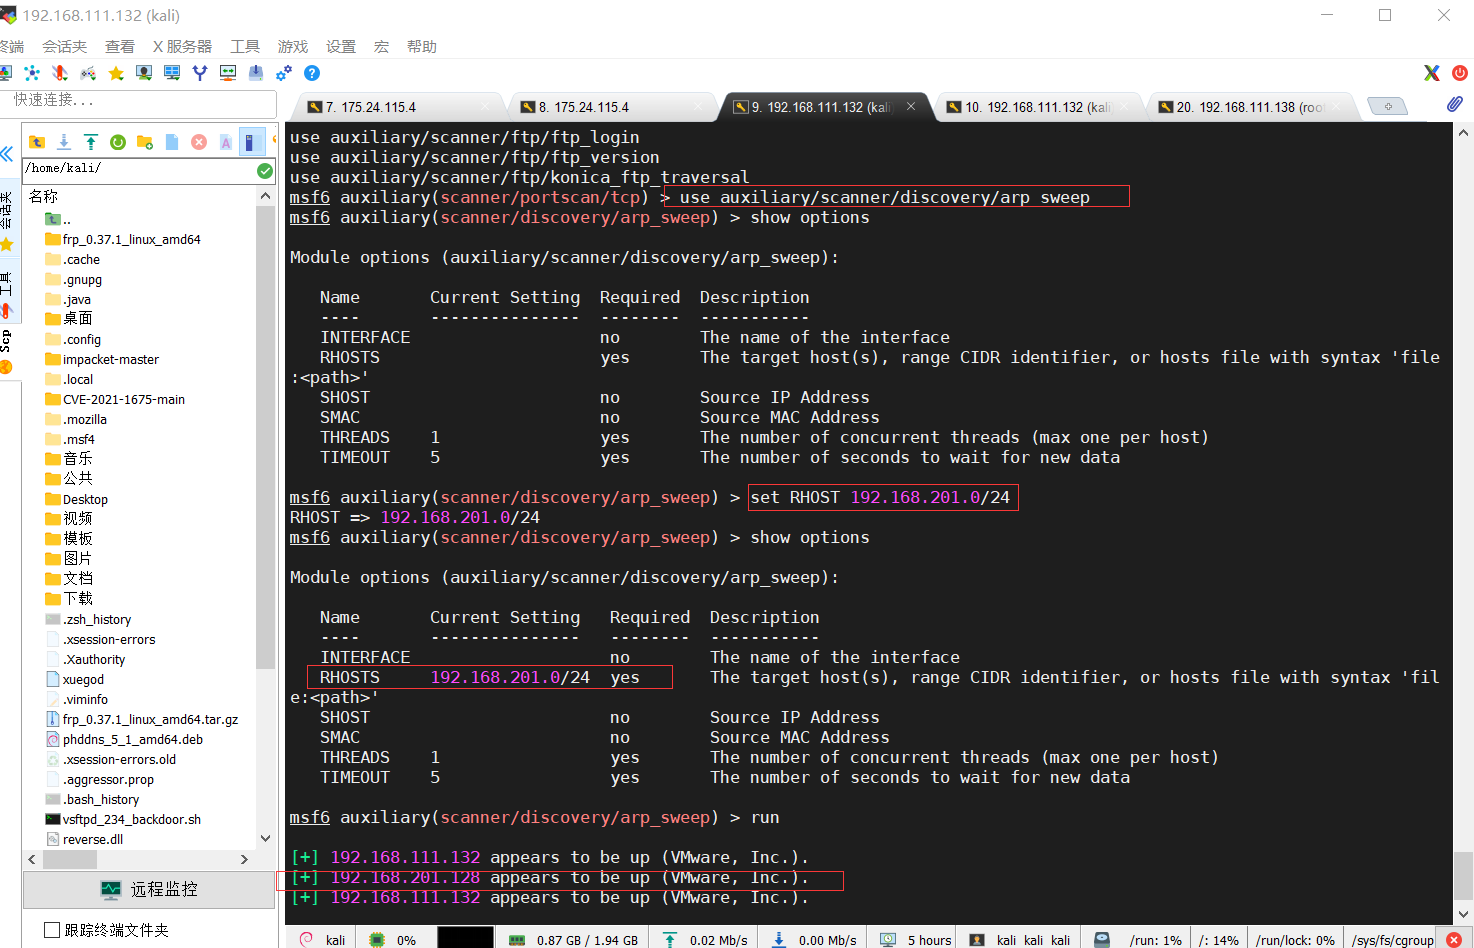 192.168.111.132 (kali)
终端 会话夹 查看 X 服务器 工具 游戏 设置 宏 帮助
快速连接...
7. 175.24.115.4
8. 175.24.115.4
9. 192.168.111.132 (kali
10. 192.168.111.132 (kali
20. 192.168.111.138 (root
/home/kali/
名称
..
frp_0.37.1_linux_amd64
.cache
.gnupg
.java
桌面
.config
impacket-master
.local
CVE-2021-1675-main
.mozilla
.msf4
音乐
公共
Desktop
视频
模板
图片
文档
下载
.zsh_history
.xsession-errors
.Xauthority
xuegod
.viminfo
frp_0.37.1_linux_amd64.tar.gz
phddns_5_1_amd64.deb
.xsession-errors.old
.aggressor.prop
.bash_history
vsftpd_234_backdoor.sh
reverse.dll
远程监控
跟踪终端文件夹
会话夹
工具
Scp
use auxiliary/scanner/ftp/ftp_login
use auxiliary/scanner/ftp/ftp_version
use auxiliary/scanner/ftp/konica_ftp_traversal
msf6 auxiliary(scanner/portscan/tcp) > use auxiliary/scanner/discovery/arp_sweep
msf6 auxiliary(scanner/discovery/arp_sweep) > show options
Module options (auxiliary/scanner/discovery/arp_sweep):
Name Current Setting Required Description
---- --------------- -------- -----------
INTERFACE no The name of the interface
RHOSTS yes The target host(s), range CIDR identifier, or hosts file with syntax 'file
:<path>'
SHOST no Source IP Address
SMAC no Source MAC Address
THREADS 1 yes The number of concurrent threads (max one per host)
TIMEOUT 5 yes The number of seconds to wait for new data
msf6 auxiliary(scanner/discovery/arp_sweep) > set RHOST 192.168.201.0/24
RHOST => 192.168.201.0/24
msf6 auxiliary(scanner/discovery/arp_sweep) > show options
Module options (auxiliary/scanner/discovery/arp_sweep):
Name Current Setting Required Description
---- --------------- -------- -----------
INTERFACE no The name of the interface
RHOSTS 192.168.201.0/24 yes The target host(s), range CIDR identifier, or hosts file with syntax 'fil
e:<path>'
SHOST no Source IP Address
SMAC no Source MAC Address
THREADS 1 yes The number of concurrent threads (max one per host)
TIMEOUT 5 yes The number of seconds to wait for new data
msf6 auxiliary(scanner/discovery/arp_sweep) > run
[+] 192.168.111.132 appears to be up (VMware, Inc.).
[+] 192.168.201.128 appears to be up (VMware, Inc.).
[+] 192.168.111.132 appears to be up (VMware, Inc.).
kali 0% 0.87 GB / 1.94 GB 0.02 Mb/s 0.00 Mb/s 5 hours kali kali kali /run: 1% /: 14% /run/lock: 0% /sys/fs/cgroup